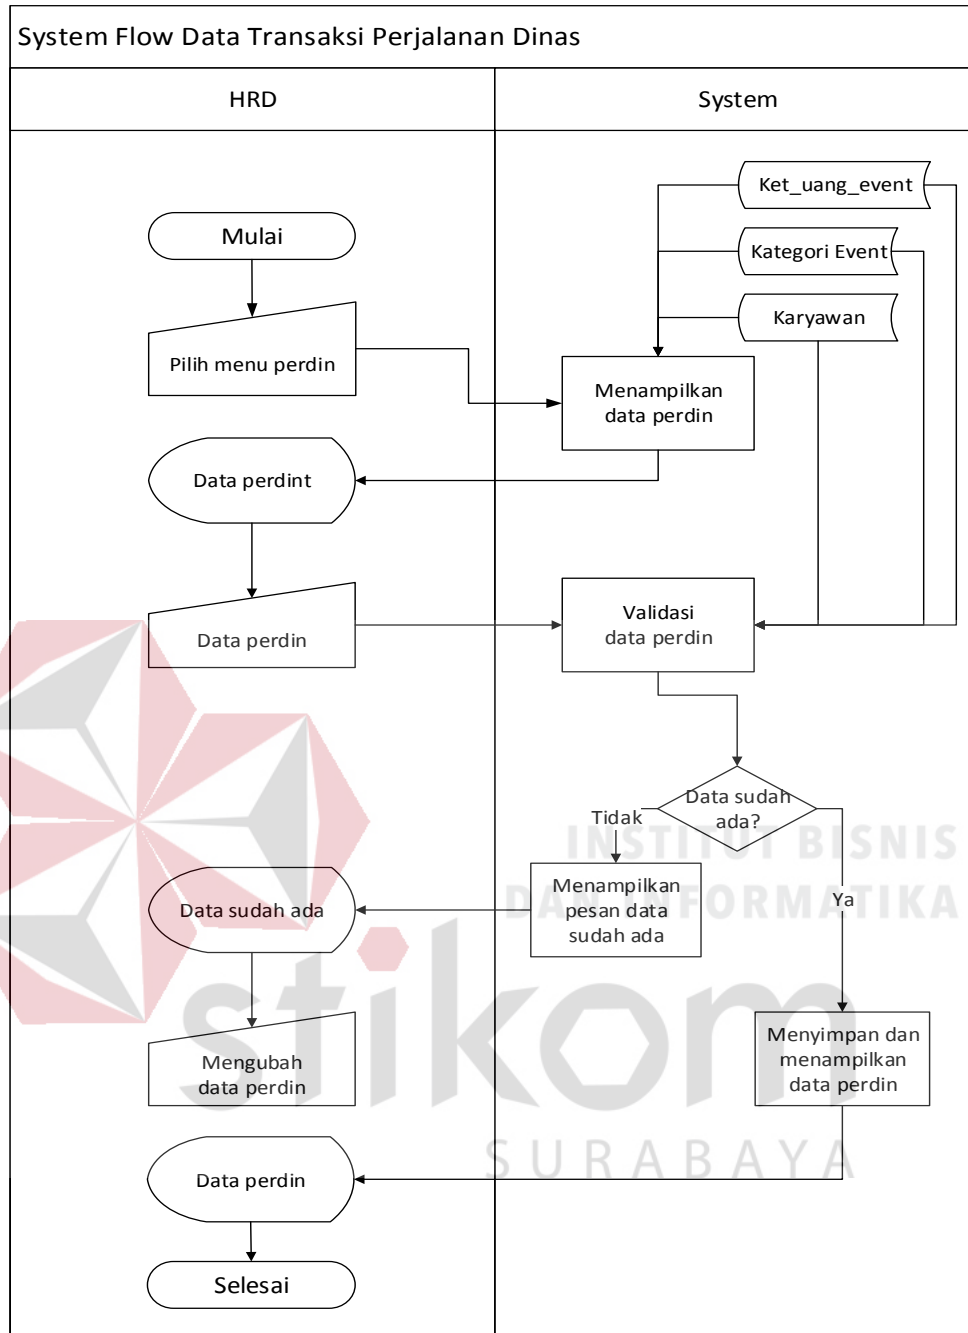 System Flow Data Transaksi Perjalanan Dinas
HRD
System
Ket_uang_event
Mulai
Kategori Event
Karyawan
Pilih menu perdin
Menampilkan
data perdin
Data perdint
Data perdin
Validasi
data perdin
Data sudah
ada?
Tidak
INSTITUT BISNIS
DAN INFORMATIKA
Ya
Menampilkan
pesan data
sudah ada
Data sudah ada
stikom
Mengubah
data perdin
Menyimpan dan
menampilkan
data perdin
SURABAYA
Data perdin
Selesai